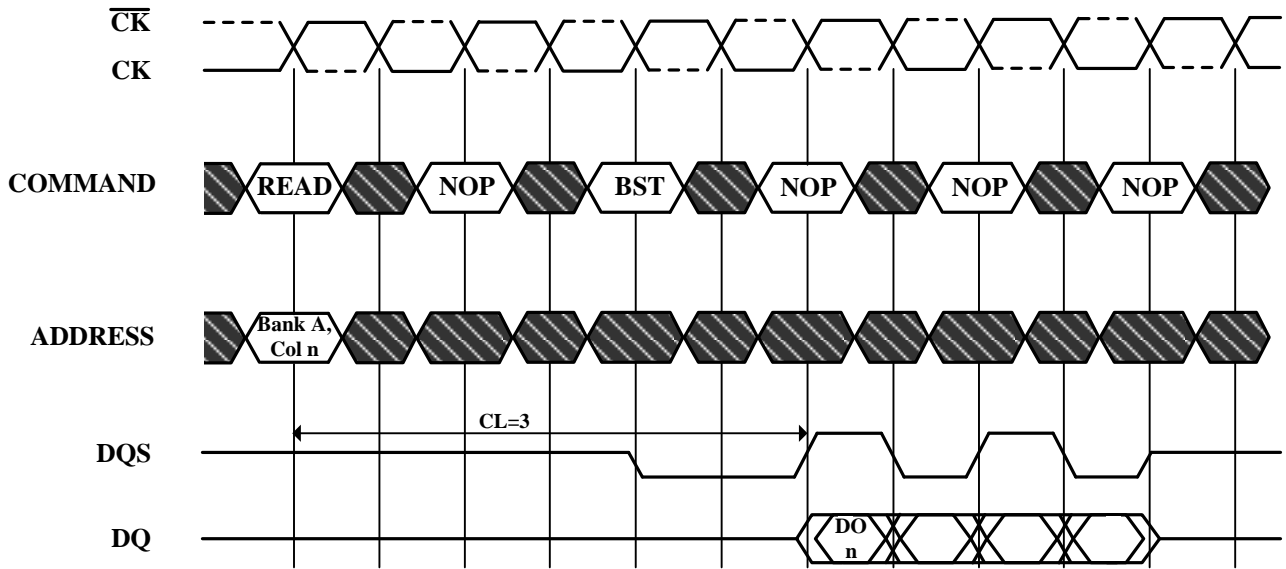 CK
CK
COMMAND
READ NOP BST NOP NOP NOP
ADDRESS
Bank A,
Col n
CL=3
DQS
DQ
DO
n